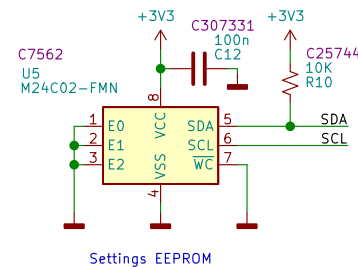 +3V3
+3V3
C307331
100n
C12
C7562
U5
M24C02-FMN
C25744
10K
R10
8
VCC
1 E0 SDA 5 SDA
2 E1 SCL 6 SCL
3 E2 WC 7
VSS
4
Settings EEPROM